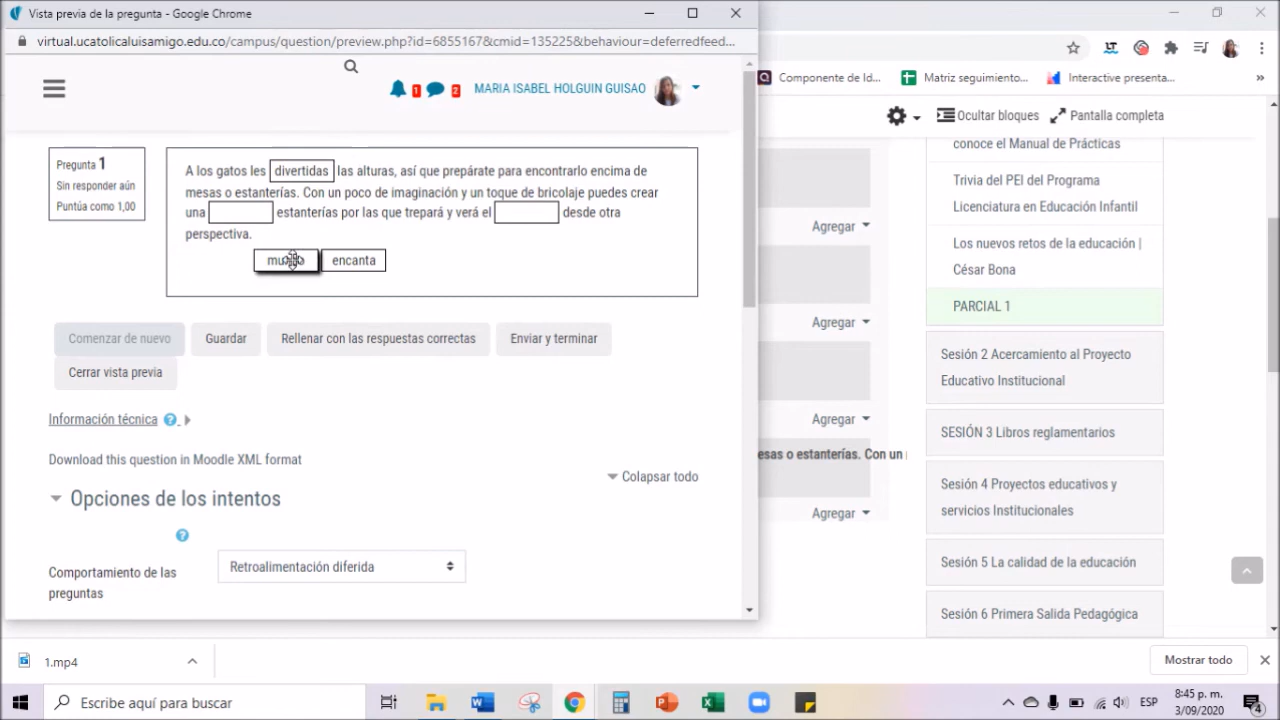 Vista previa de la pregunta - Google Chrome
virtual.ucatolicaluisamigo.edu.co/campus/question/preview.php?id=6855167&cmid=135225&behaviour=deferredfeed...
Componente de Id...
Matriz seguimiento...
Interactive presenta...
»
1
2
MARIA ISABEL HOLGUIN GUISAO
Ocultar bloques
Pantalla completa
Pregunta 1
Sin responder aún
Puntúa como 1,00
A los gatos les divertidas las alturas, así que prepárate para encontrarlo encima de
mesas o estanterías. Con un poco de imaginación y un toque de bricolaje puedes crear
una estanterías por las que trepará y verá el desde otra
perspectiva.
encanta
Comenzar de nuevo
Guardar
Rellenar con las respuestas correctas
Enviar y terminar
Cerrar vista previa
Información técnica
Download this question in Moodle XML format
Colapsar todo
Opciones de los intentos
Comportamiento de las
preguntas
Retroalimentación diferida
Agregar
Agregar
Agregar
esas o estanterías. Con un
Agregar
conoce el Manual de Prácticas
Trivia del PEI del Programa
Licenciatura en Educación Infantil
Los nuevos retos de la educación |
César Bona
PARCIAL 1
Sesión 2 Acercamiento al Proyecto
Educativo Institucional
SESIÓN 3 Libros reglamentarios
Sesión 4 Proyectos educativos y
servicios Institucionales
Sesión 5 La calidad de la educación
Sesión 6 Primera Salida Pedagógica
1.mp4
Mostrar todo
Escribe aquí para buscar
ESP
8:45 p. m.
3/09/2020
4